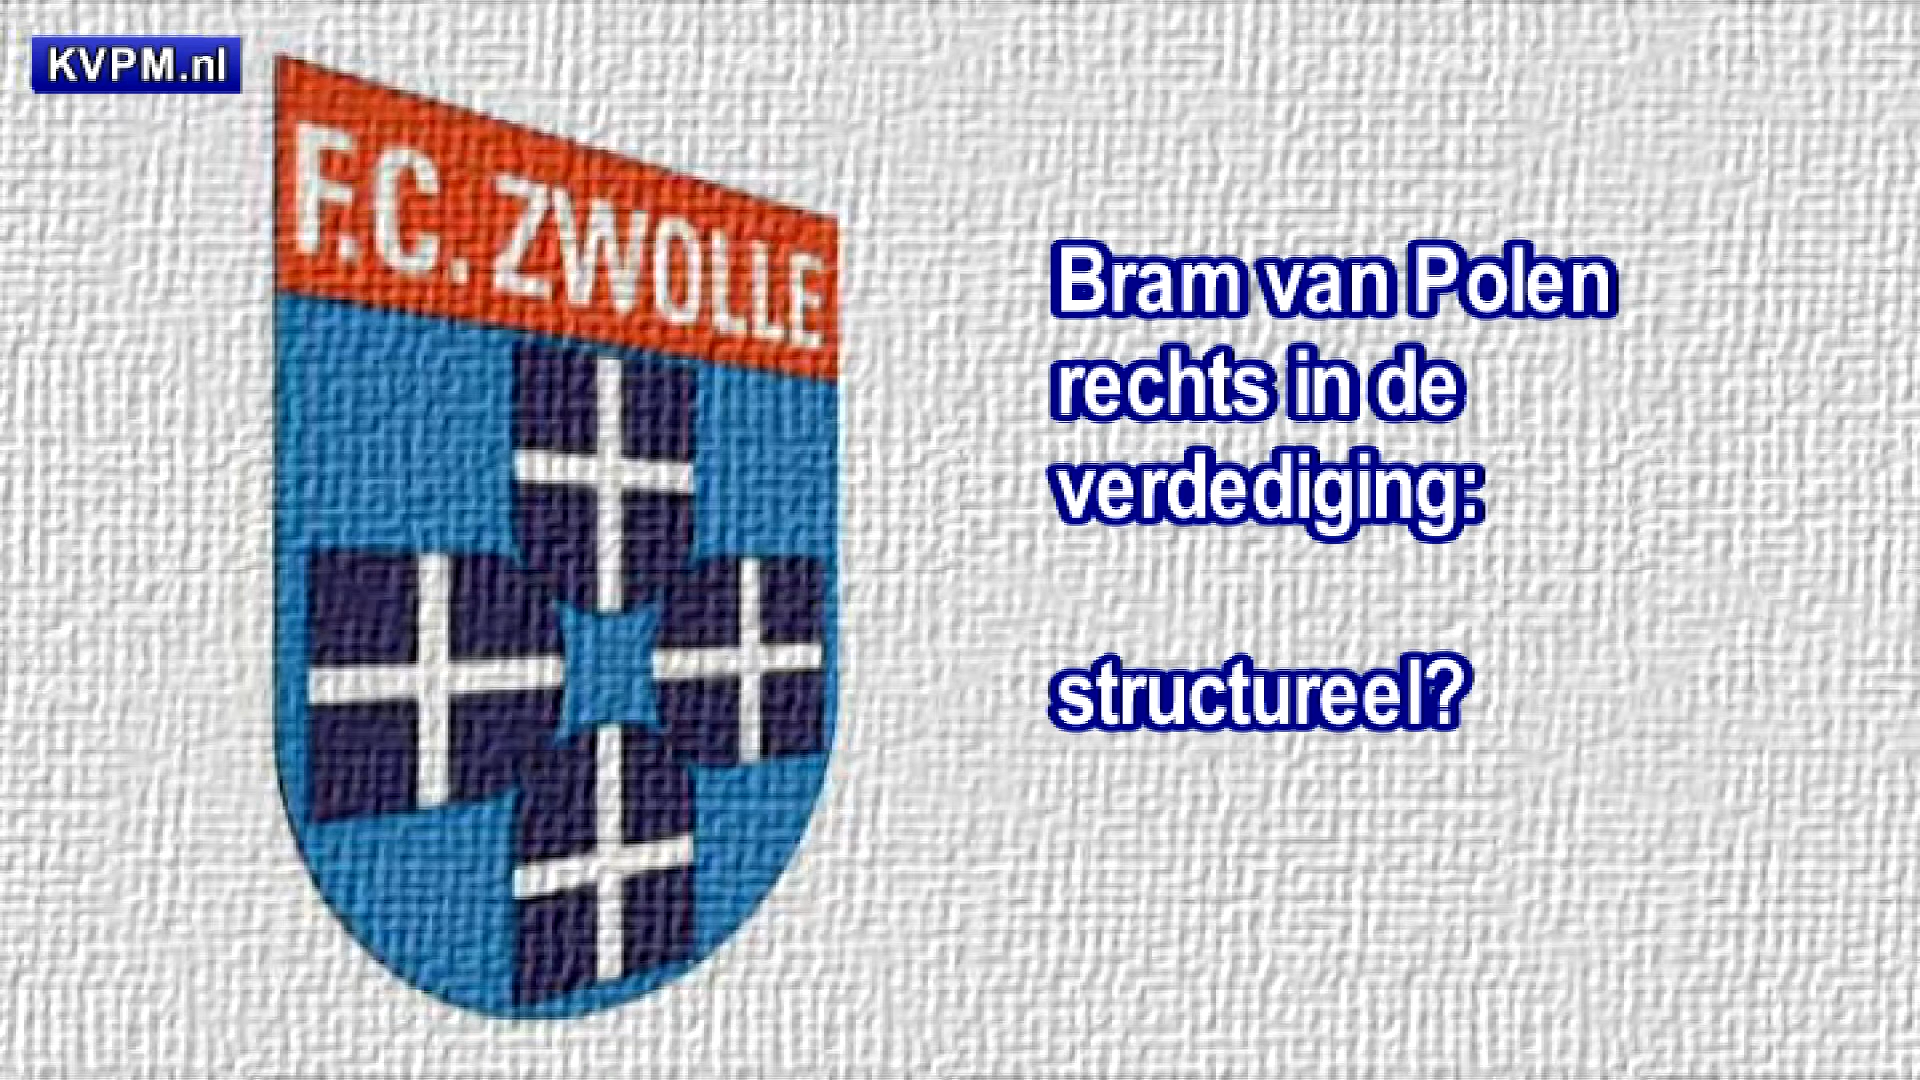 KVPM.nl
F.C. ZWOLLE
Bram van Polen
rechts in de
verdediging:
structureel?